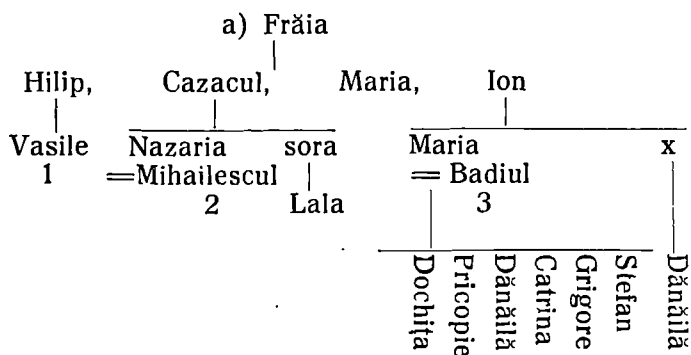 a) Frăia
Hilip, Cazacul, Maria, Ion
Vasile Nazaria sora Maria x
1 =Mihailescul | = Badiul
2 Lala 3
Dochița
Pricopie
Dănăilă
Catrina
Grigore
Stefan
Dănăilă